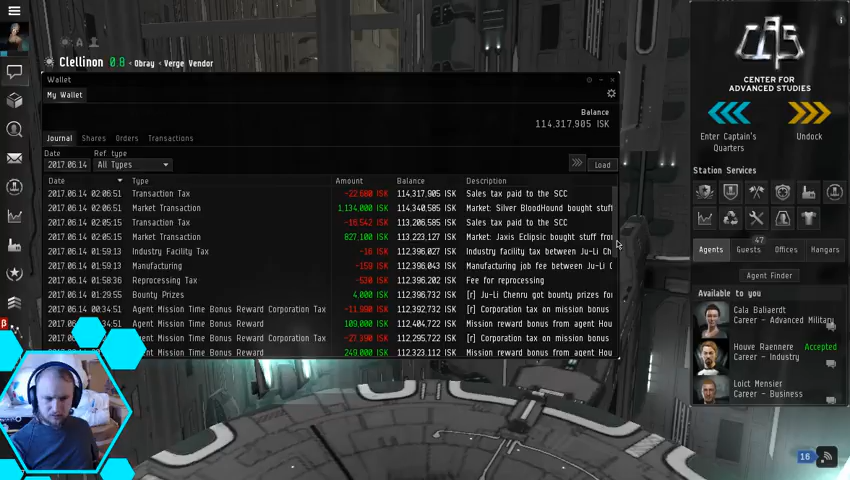 Clellinon 0.8 ‹ Obray ‹ Verge Vendor
Wallet
My Wallet
Balance
114,317,905 ISK
Journal Shares Orders Transactions
Date Ref type
2017.06.14 All Types Load
Date Type Amount Balance Description
2017.06.14 02:06:51 Transaction Tax -22,680 ISK 114,317,905 ISK Sales tax paid to the SCC
2017.06.14 02:06:51 Market Transaction 1,134,000 ISK 114,340,585 ISK Market: Silver BloodHound bought stuff
2017.06.14 02:05:15 Transaction Tax -16,542 ISK 113,206,585 ISK Sales tax paid to the SCC
2017.06.14 02:05:15 Market Transaction 827,100 ISK 113,223,127 ISK Market: Jaxis Eclipsic bought stuff from
2017.06.14 01:59:13 Industry Facility Tax -16 ISK 112,396,027 ISK Industry facility tax between Ju-Li Ch
2017.06.14 01:59:13 Manufacturing -159 ISK 112,396,043 ISK Manufacturing job fee between Ju-Li C
2017.06.14 01:58:36 Reprocessing Tax -530 ISK 112,396,202 ISK Fee for reprocessing
2017.06.14 01:29:55 Bounty Prizes 4,000 ISK 112,396,732 ISK [r] Ju-Li Chenru got bounty prizes for
2017.06.14 00:34:51 Agent Mission Time Bonus Reward Corporation Tax -11,990 ISK 112,392,732 ISK [r] Corporation tax on mission bonus
34:51 Agent Mission Time Bonus Reward 109,000 ISK 112,404,722 ISK Mission reward bonus from agent Hou
Agent Mission Time Bonus Reward Corporation Tax -27,390 ISK 112,295,722 ISK [r] Corporation tax on mission bonus
Agent Mission Time Bonus Reward 249,000 ISK 112,323,112 ISK Mission reward bonus from agent Hou
β
CAS
CENTER FOR
ADVANCED STUDIES
Enter Captain's
Quarters
Undock
Station Services
47
Agents Guests Offices Hangars
Agent Finder
Available to you
Cala Baliaerdt
Career - Advanced Military
Houve Raennere Accepted
Career - Industry
Loict Mensier
Career - Business
16